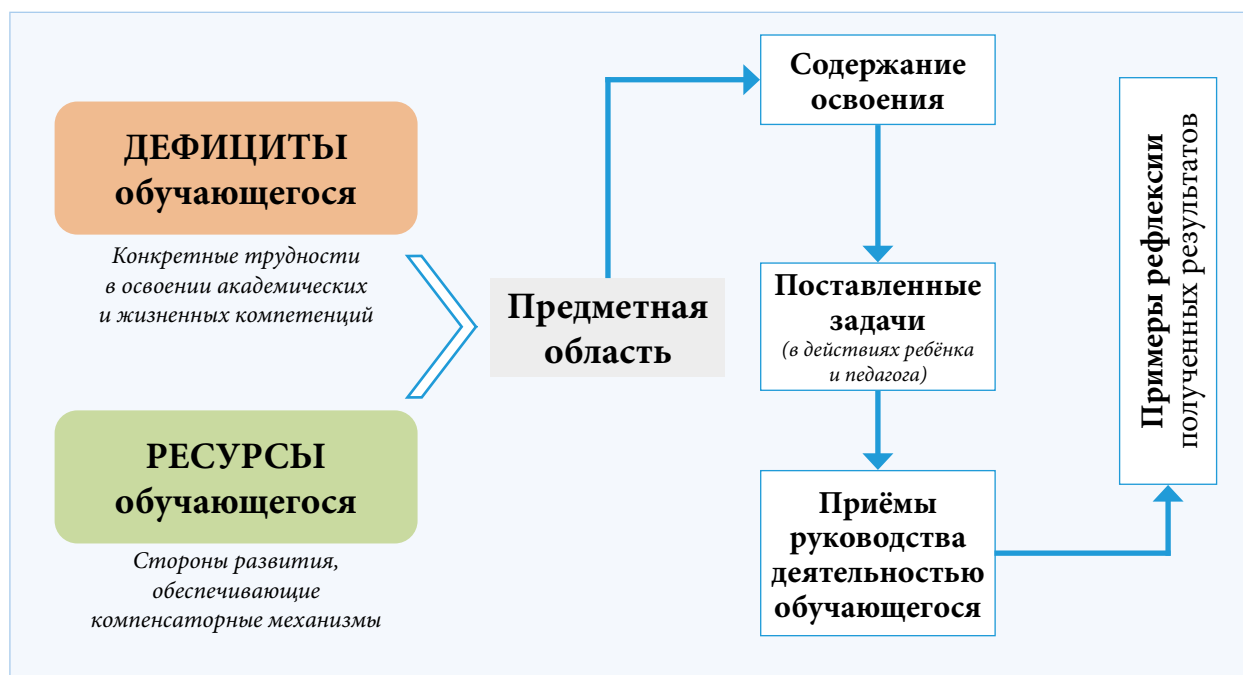 ДЕФИЦИТЫ
обучающегося
Конкретные трудности
в освоении академических
и жизненных компетенций
РЕСУРСЫ
обучающегося
Стороны развития,
обеспечивающие
компенсаторные механизмы
Предметная
область
Содержание
освоения
Поставленные
задачи
(в действиях ребёнка
и педагога)
Приёмы
руководства
деятельностью
обучающегося
Примеры рефлексии
полученных результатов